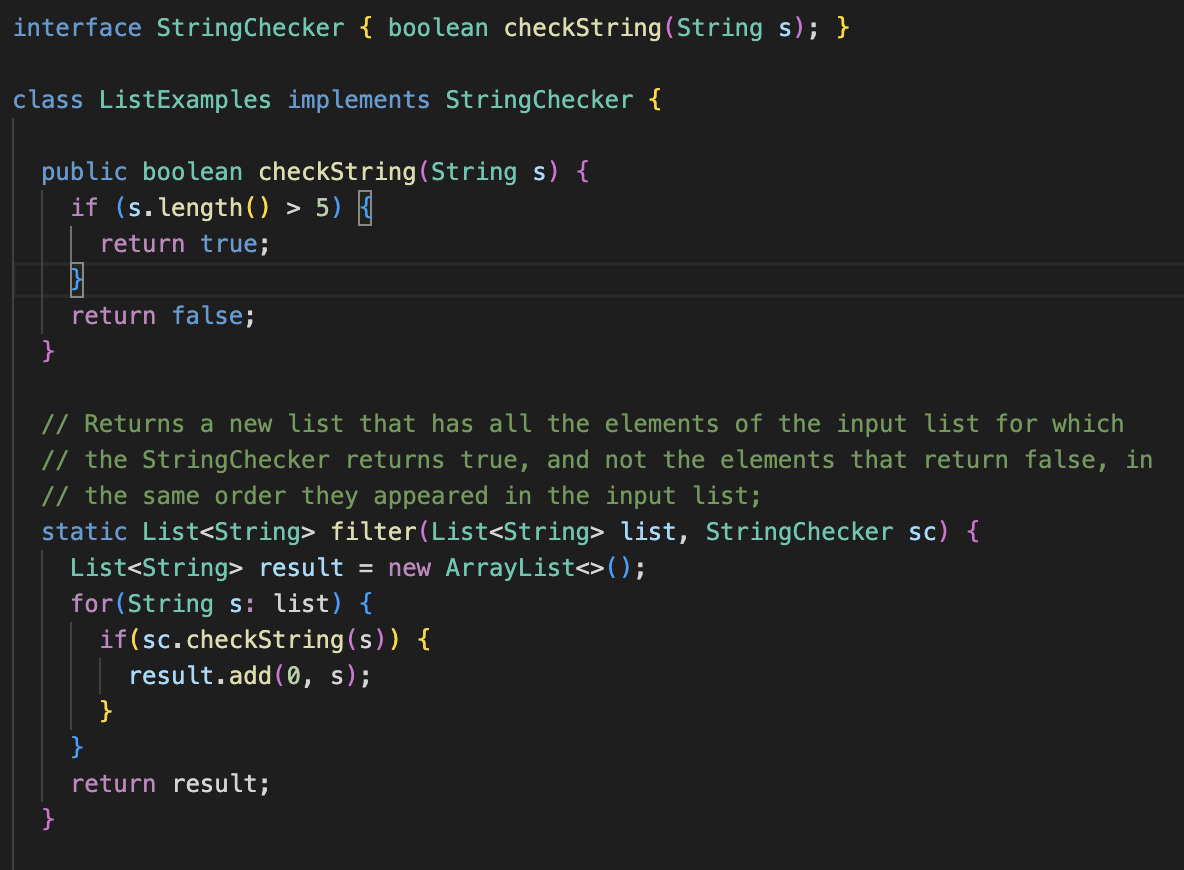 interface StringChecker { boolean checkString(String s); }
class ListExamples implements StringChecker {
public boolean checkString(String s) {
if (s.length() > 5) {
return true;
}
return false;
}
// Returns a new list that has all the elements of the input list for which
// the StringChecker returns true, and not the elements that return false, in
// the same order they appeared in the input list;
static List<String> filter(List<String> list, StringChecker sc) {
List<String> result = new ArrayList<>();
for(String s: list) {
if(sc.checkString(s)) {
result.add(0, s);
}
}
return result;
}